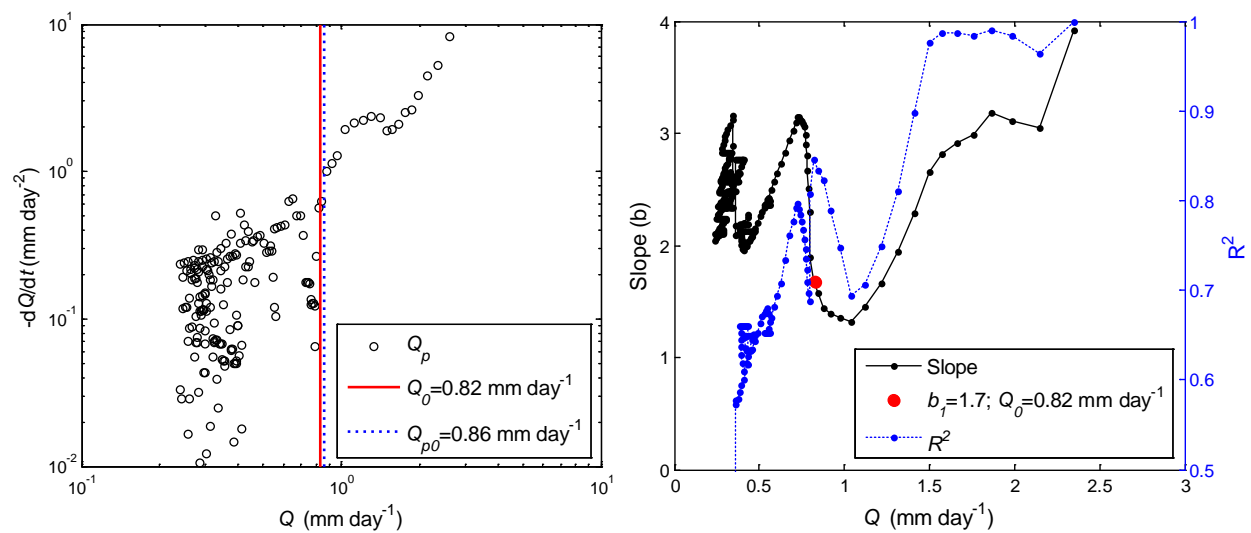 10^1
10^0
10^-1
10^-2
-dQ/dt (mm day^-2)
Q_p
Q_0=0.82 mm day^-1
Q_p0=0.86 mm day^-1
10^-1
10^0
10^1
Q (mm day^-1)
4
3
2
1
0
Slope (b)
1
0.9
0.8
0.7
0.6
0.5
R^2
Slope
b_1=1.7; Q_0=0.82 mm day^-1
R^2
0
0.5
1
1.5
2
2.5
3
Q (mm day^-1)